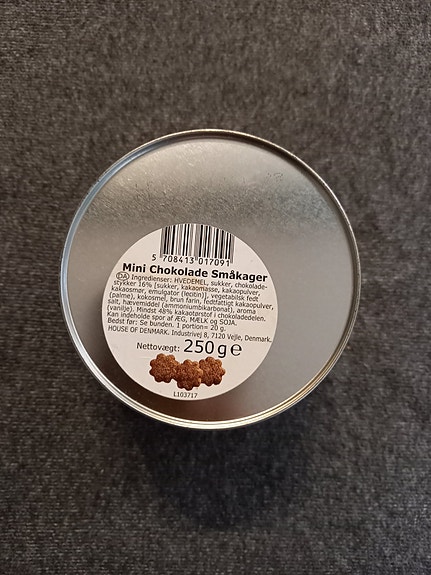 5 708413 017091
Mini Chokolade Småkager
DA Ingredienser: HVEDEMEL, sukker, chokolade-
stykker 16% [sukker, kakaomasse, kakaopulver,
kakaosmør, emulgator (lecitin)], vegetabilsk fedt
(palme), kokosmel, brun farin, fedtfattigt kakaopulver,
salt, hævemiddel (ammoniumbikarbonat), aroma
(vanilje). Mindst 48% kakaotørstof i chokoladedelen.
Kan indeholde spor af ÆG, MÆLK og SOJA.
Bedst før: Se bunden. 1 portion= 20 g.
HOUSE OF DENMARK. Industrivej 8, 7120 Vejle, Denmark.
Nettovægt: 250g e
L103717